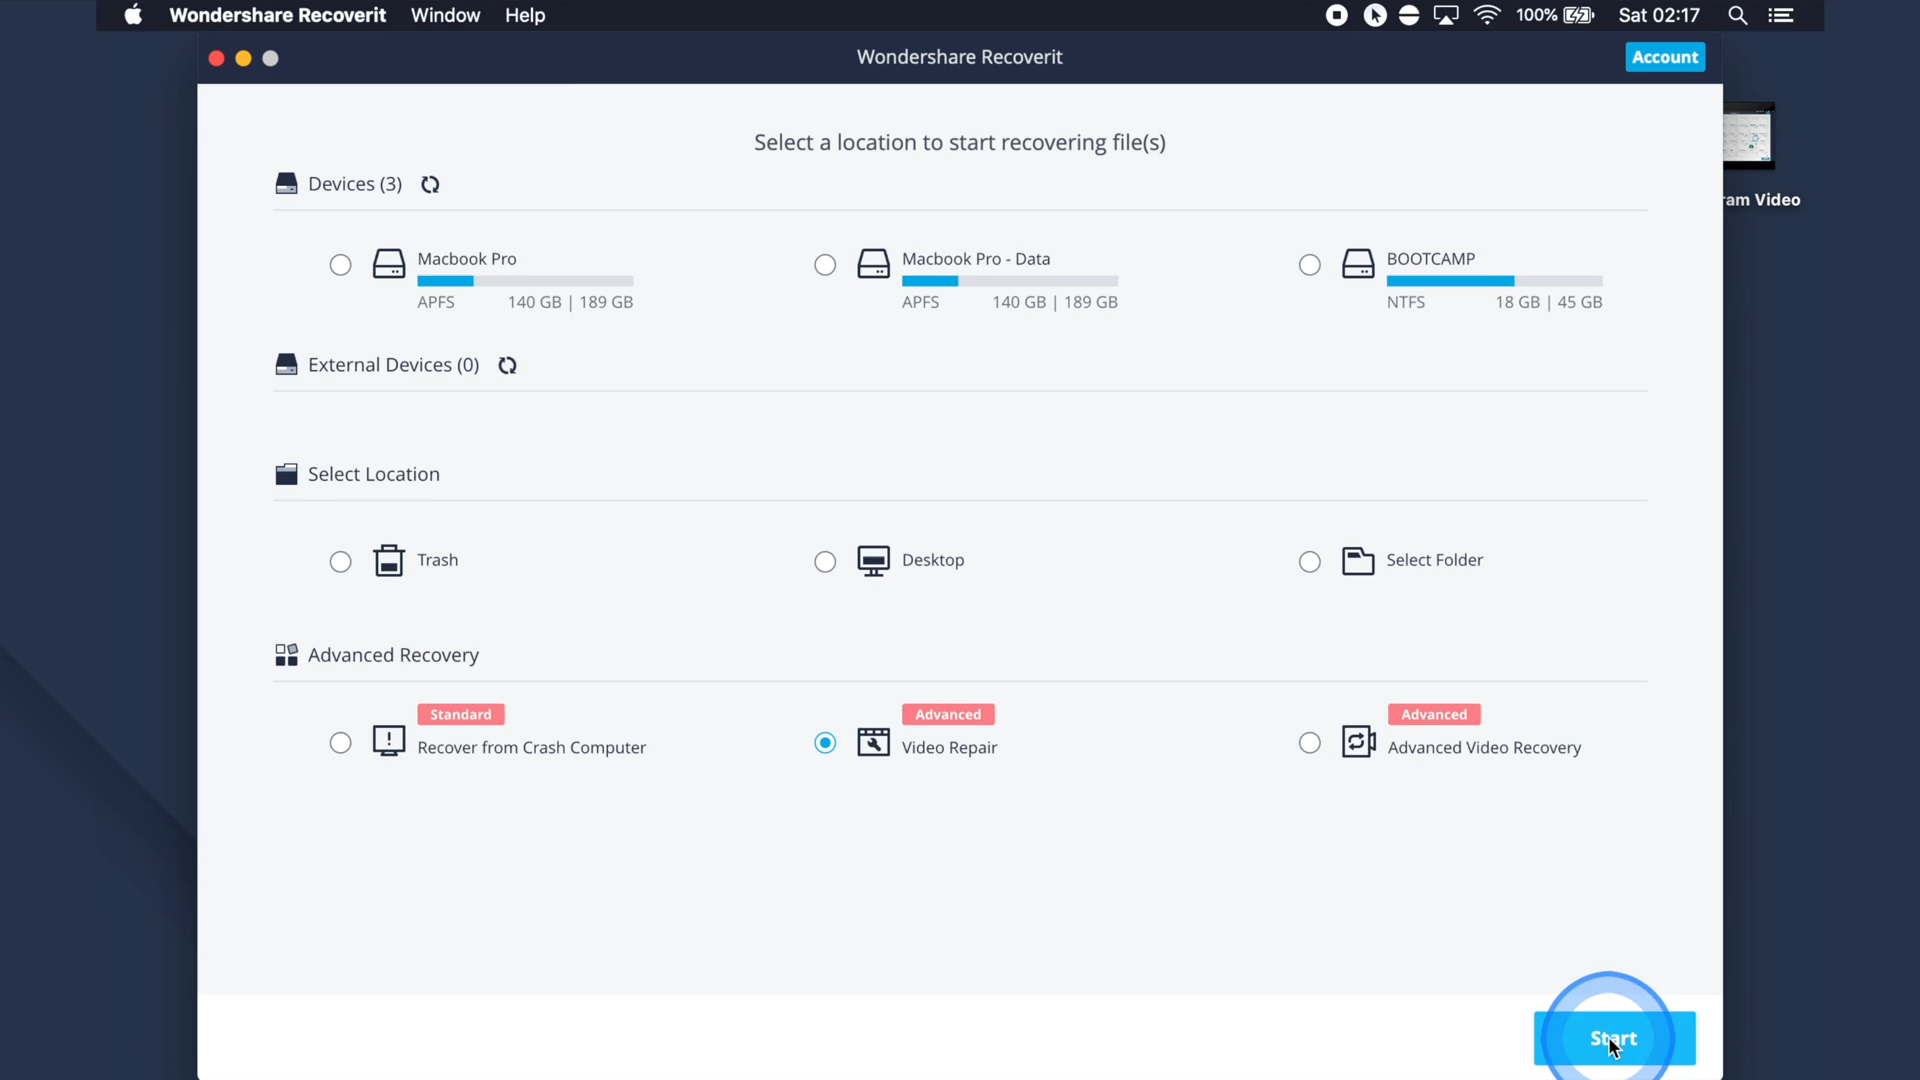 Wondershare Recoverit Window Help 100% Sat 02:17
Wondershare Recoverit
Account
Select a location to start recovering file(s)
Devices (3)
Macbook Pro
APFS 140 GB | 189 GB
Macbook Pro - Data
APFS 140 GB | 189 GB
BOOTCAMP
NTFS 18 GB | 45 GB
External Devices (0)
Select Location
Trash
Desktop
Select Folder
Advanced Recovery
Standard
Recover from Crash Computer
Advanced
Video Repair
Advanced
Advanced Video Recovery
Start
Video